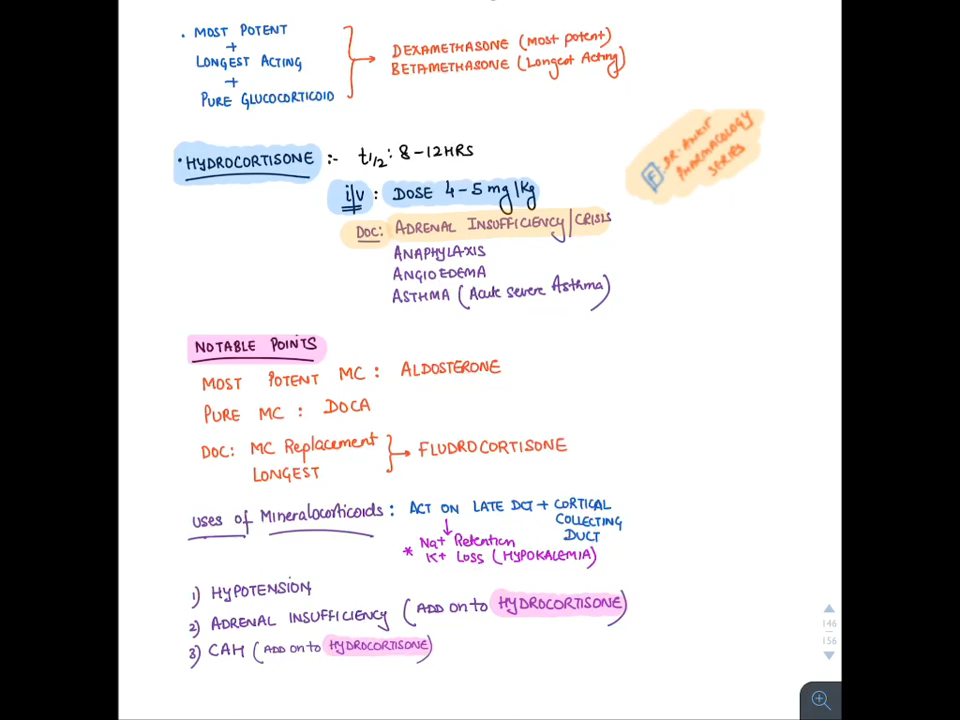 • MOST POTENT
+
LONGEST ACTING
+
PURE GLUCOCORTICOID
DEXAMETHASONE (Most potent)
BETAMETHASONE (Longest Acting)
DR. ANKIT
PHARMACOLOGY
SERIES
• HYDROCORTISONE :- t1/2 : 8-12HRS
i/v : DOSE 4-5 mg/Kg
DOC: ADRENAL INSUFFICIENCY/CRISIS
ANAPHYLAXIS
ANGIOEDEMA
ASTHMA (Acute Severe Asthma)
NOTABLE POINTS
MOST POTENT MC : ALDOSTERONE
PURE MC : DOCA
DOC: MC Replacement
LONGEST
FLUDROCORTISONE
Uses of Mineralocorticoids : ACT ON LATE DCT + CORTICAL
COLLECTING
DUCT
* Na+ Retention
K+ Loss (HYPOKALEMIA)
1) HYPOTENSION
2) ADRENAL INSUFFICIENCY (ADD ON to HYDROCORTISONE)
3) CAH (ADD ON to HYDROCORTISONE)
146
156